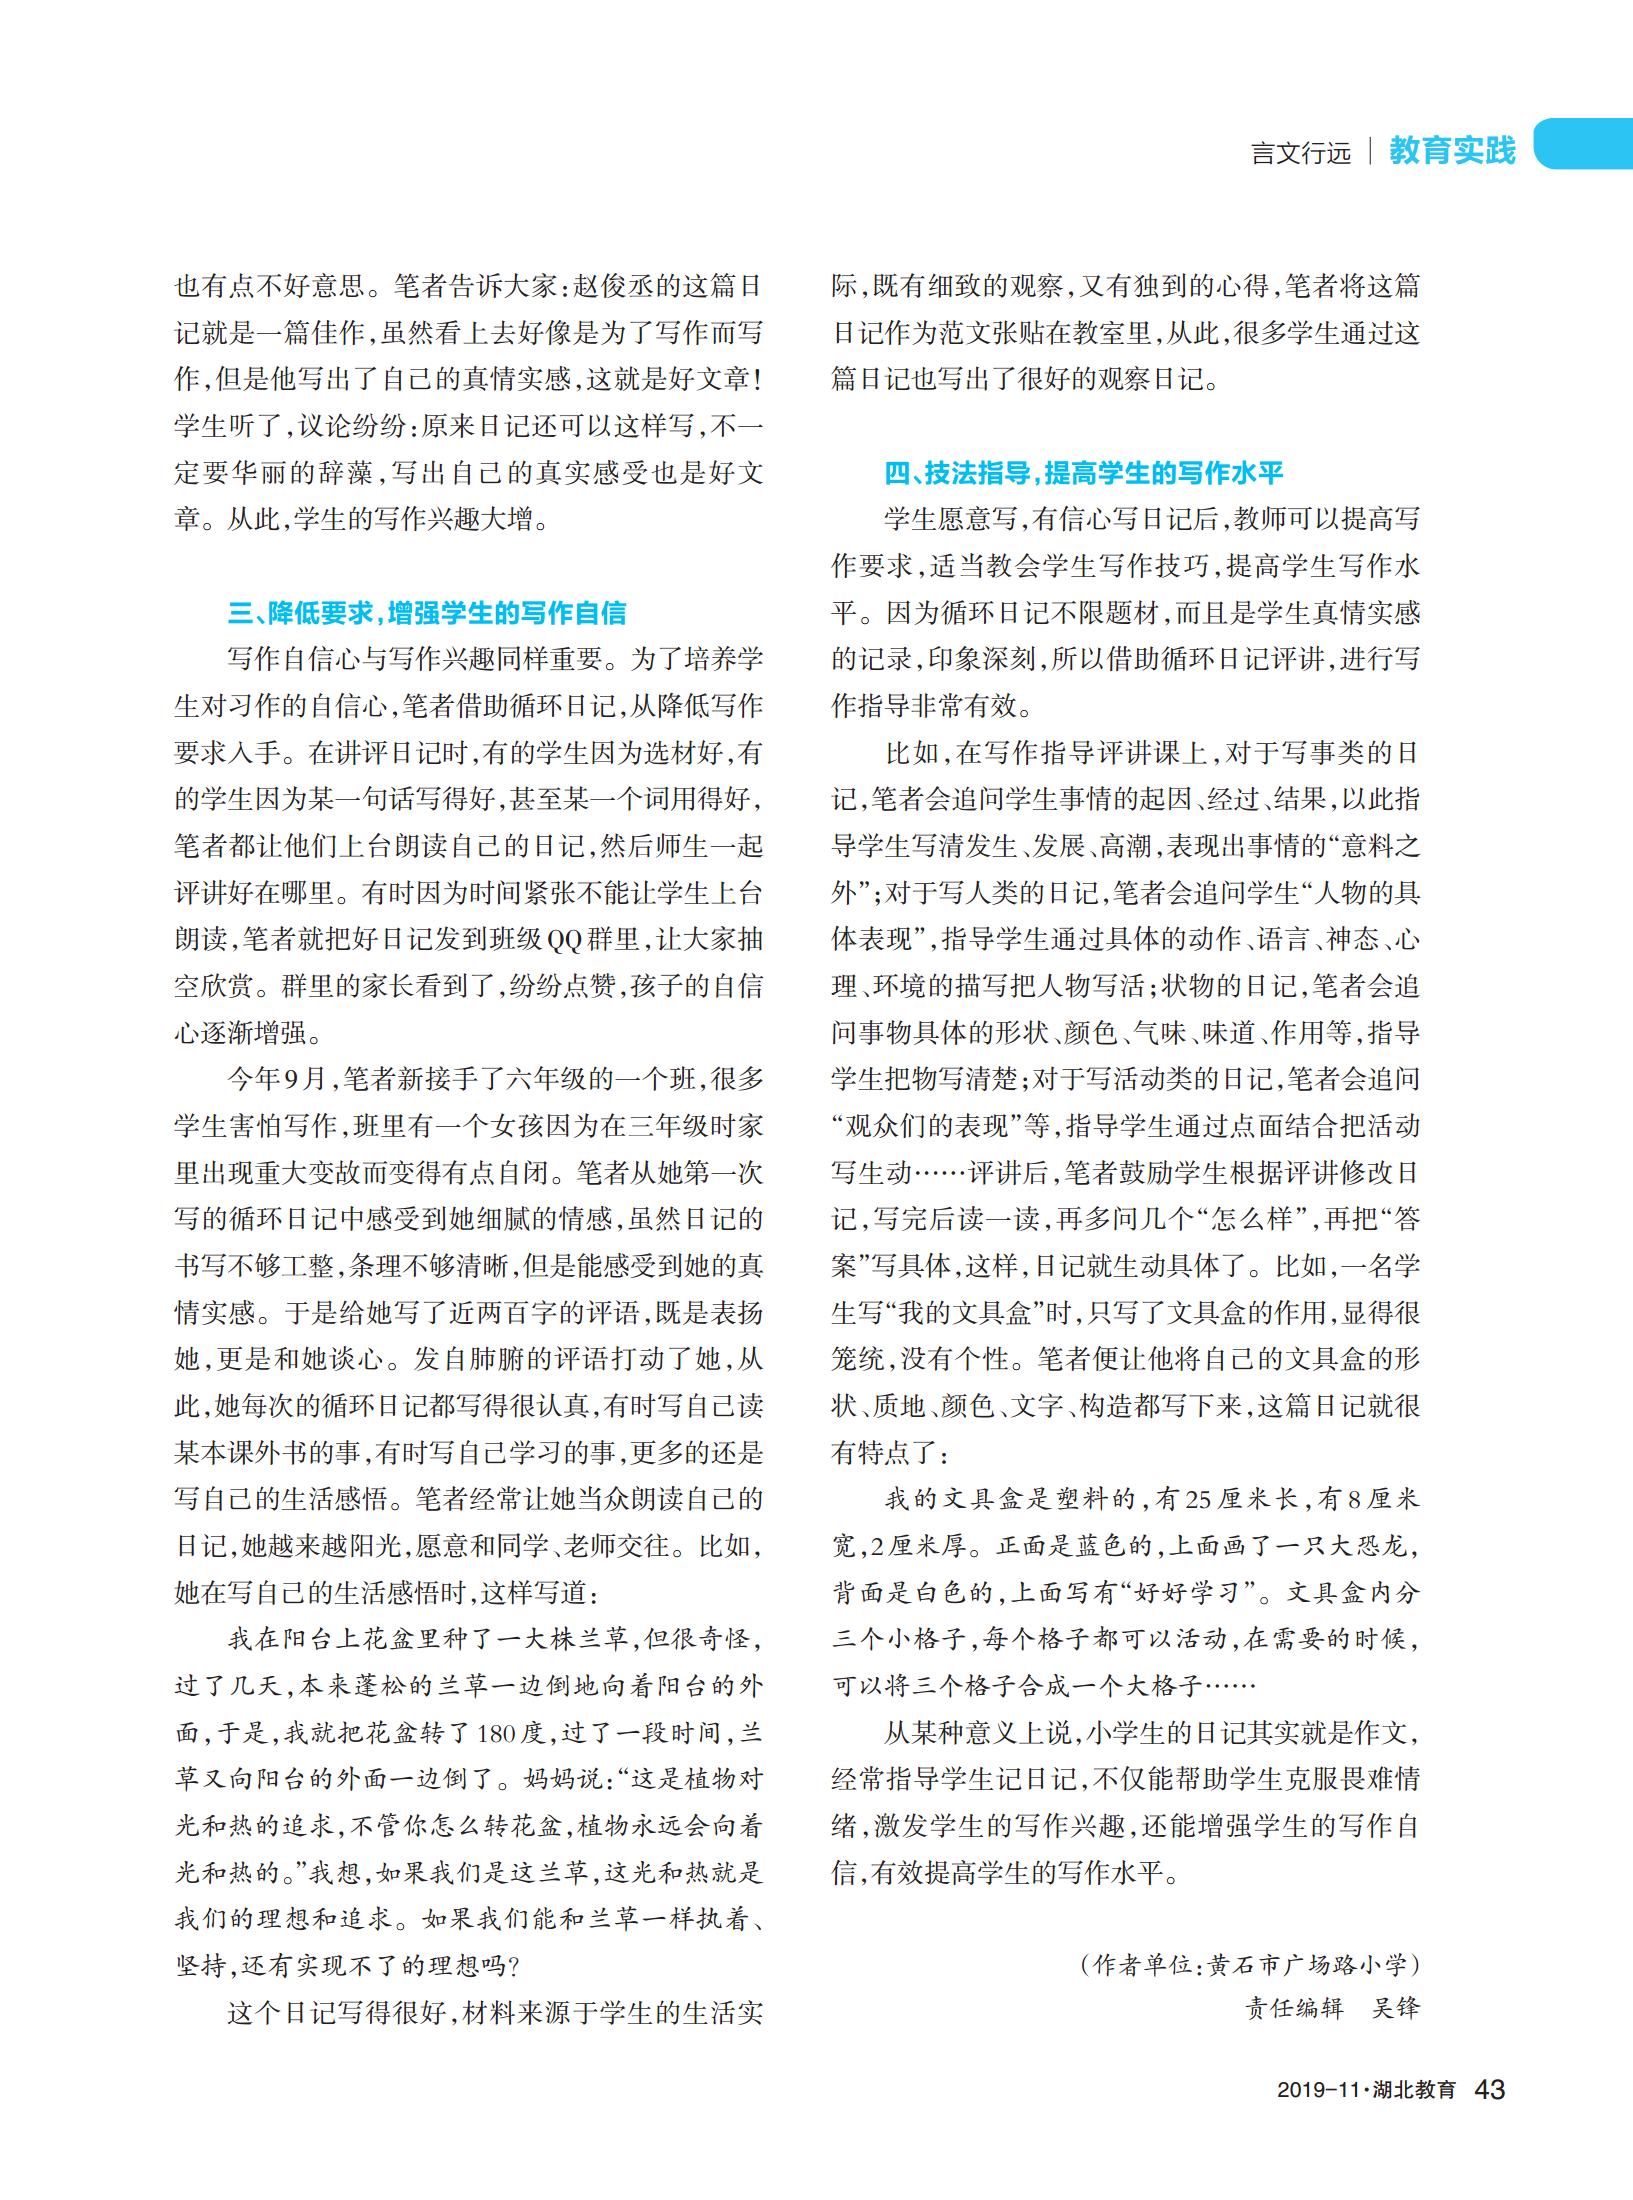 言文行远｜教育实践
也有点不好意思。笔者告诉大家:赵俊丞的这篇日
记就是一篇佳作,虽然看上去好像是为了写作而写
作,但是他写出了自己的真情实感,这就是好文章!
学生听了,议论纷纷:原来日记还可以这样写,不一
定要华丽的辞藻,写出自己的真实感受也是好文
章。从此,学生的写作兴趣大增。
三、降低要求,增强学生的写作自信
写作自信心与写作兴趣同样重要。为了培养学
生对习作的自信心,笔者借助循环日记,从降低写作
要求入手。在讲评日记时,有的学生因为选材好,有
的学生因为某一句话写得好,甚至某一个词用得好,
笔者都让他们上台朗读自己的日记,然后师生一起
评讲好在哪里。有时因为时间紧张不能让学生上台
朗读,笔者就把好日记发到班级QQ群里,让大家抽
空欣赏。群里的家长看到了,纷纷点赞,孩子的自信
心逐渐增强。
今年9月,笔者新接手了六年级的一个班,很多
学生害怕写作,班里有一个女孩因为在三年级时家
里出现重大变故而变得有点自闭。笔者从她第一次
写的循环日记中感受到她细腻的情感,虽然日记的
书写不够工整,条理不够清晰,但是能感受到她的真
情实感。于是给她写了近两百字的评语,既是表扬
她,更是和她谈心。发自肺腑的评语打动了她,从
此,她每次的循环日记都写得很认真,有时写自己读
某本课外书的事,有时写自己学习的事,更多的还是
写自己的生活感悟。笔者经常让她当众朗读自己的
日记,她越来越阳光,愿意和同学、老师交往。比如,
她在写自己的生活感悟时,这样写道:
我在阳台上花盆里种了一大株兰草,但很奇怪,
过了几天,本来蓬松的兰草一边倒地向着阳台的外
面,于是,我就把花盆转了180度,过了一段时间,兰
草又向阳台的外面一边倒了。妈妈说:“这是植物对
光和热的追求,不管你怎么转花盆,植物永远会向着
光和热的。”我想,如果我们是这兰草,这光和热就是
我们的理想和追求。如果我们能和兰草一样执着、
坚持,还有实现不了的理想吗?
这个日记写得很好,材料来源于学生的生活实
际,既有细致的观察,又有独到的心得,笔者将这篇
日记作为范文张贴在教室里,从此,很多学生通过这
篇日记也写出了很好的观察日记。
四、技法指导,提高学生的写作水平
学生愿意写,有信心写日记后,教师可以提高写
作要求,适当教会学生写作技巧,提高学生写作水
平。因为循环日记不限题材,而且是学生真情实感
的记录,印象深刻,所以借助循环日记评讲,进行写
作指导非常有效。
比如,在写作指导评讲课上,对于写事类的日
记,笔者会追问学生事情的起因、经过、结果,以此指
导学生写清发生、发展、高潮,表现出事情的“意料之
外”;对于写人类的日记,笔者会追问学生“人物的具
体表现”,指导学生通过具体的动作、语言、神态、心
理、环境的描写把人物写活;状物的日记,笔者会追
问事物具体的形状、颜色、气味、味道、作用等,指导
学生把物写清楚;对于写活动类的日记,笔者会追问
“观众们的表现”等,指导学生通过点面结合把活动
写生动……评讲后,笔者鼓励学生根据评讲修改日
记,写完后读一读,再多问几个“怎么样”,再把“答
案”写具体,这样,日记就生动具体了。比如,一名学
生写“我的文具盒”时,只写了文具盒的作用,显得很
笼统,没有个性。笔者便让他将自己的文具盒的形
状、质地、颜色、文字、构造都写下来,这篇日记就很
有特点了:
我的文具盒是塑料的,有25厘米长,有8厘米
宽,2厘米厚。正面是蓝色的,上面画了一只大恐龙,
背面是白色的,上面写有“好好学习”。文具盒内分
三个小格子,每个格子都可以活动,在需要的时候,
可以将三个格子合成一个大格子……
从某种意义上说,小学生的日记其实就是作文,
经常指导学生记日记,不仅能帮助学生克服畏难情
绪,激发学生的写作兴趣,还能增强学生的写作自
信,有效提高学生的写作水平。
(作者单位:黄石市广场路小学)
责任编辑　吴锋
2019-11·湖北教育 43